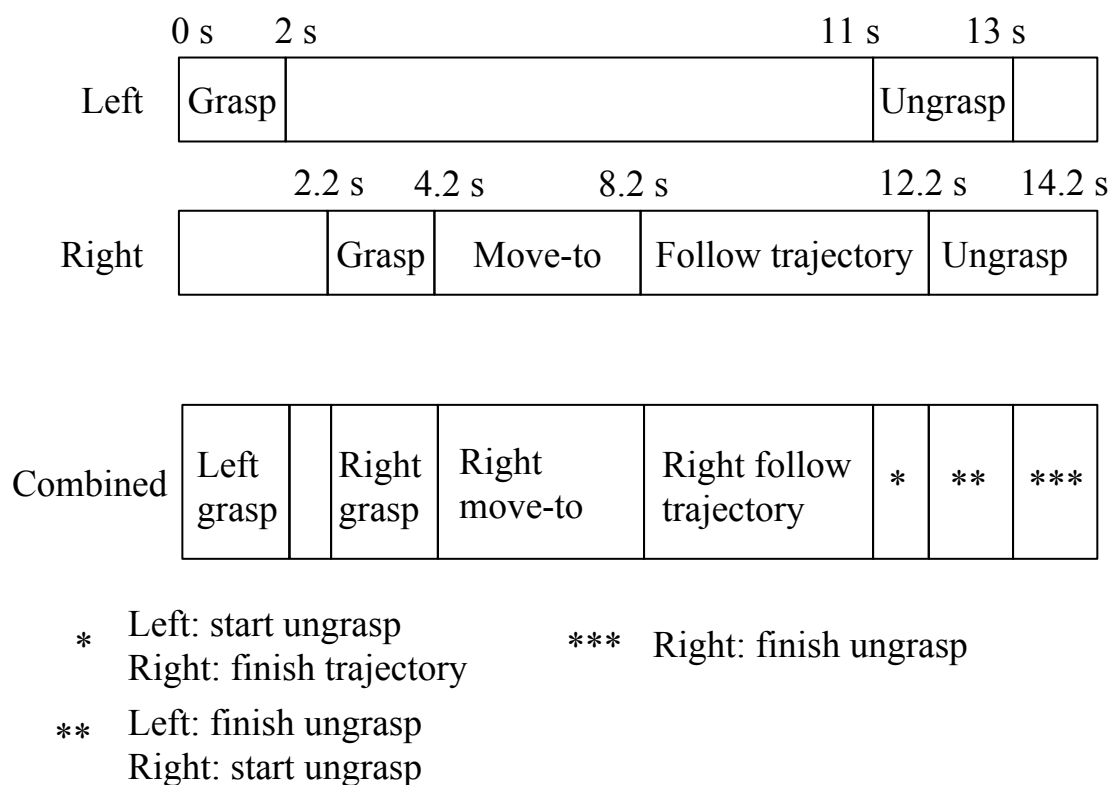 0 s 2 s 11 s 13 s
Left Grasp Ungrasp
2.2 s 4.2 s 8.2 s 12.2 s 14.2 s
Right Grasp Move-to Follow trajectory Ungrasp
Combined
Left
grasp
Right
grasp
Right
move-to
Right follow
trajectory
* ** ***
* Left: start ungrasp
Right: finish trajectory
** Left: finish ungrasp
Right: start ungrasp
*** Right: finish ungrasp